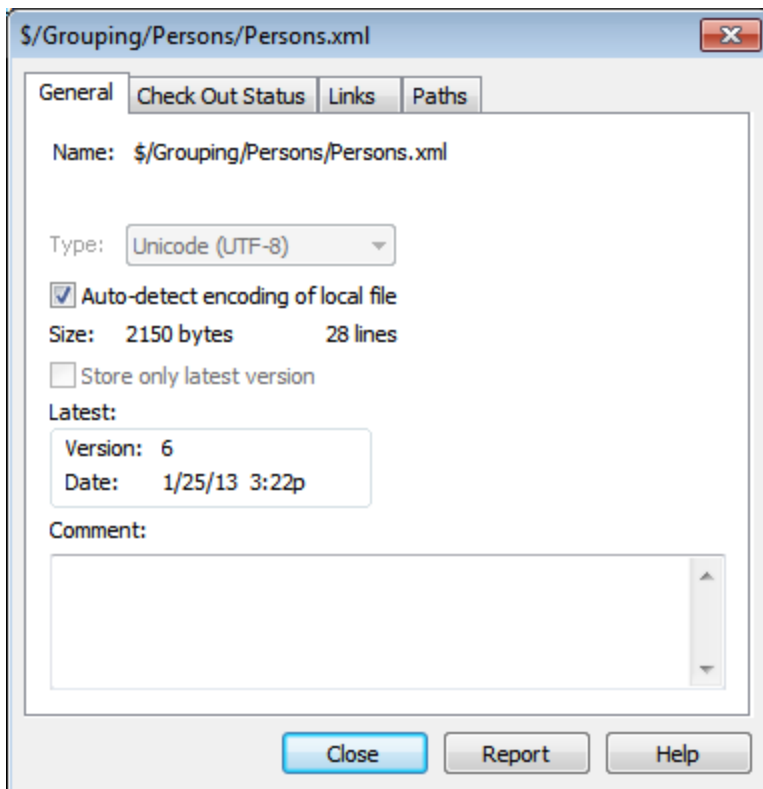 $/Grouping/Persons/Persons.xml
General Check Out Status Links Paths
Name: $/Grouping/Persons/Persons.xml
Type: Unicode (UTF-8)
Auto-detect encoding of local file
Size: 2150 bytes 28 lines
Store only latest version
Latest:
Version: 6
Date: 1/25/13 3:22p
Comment:
Close Report Help